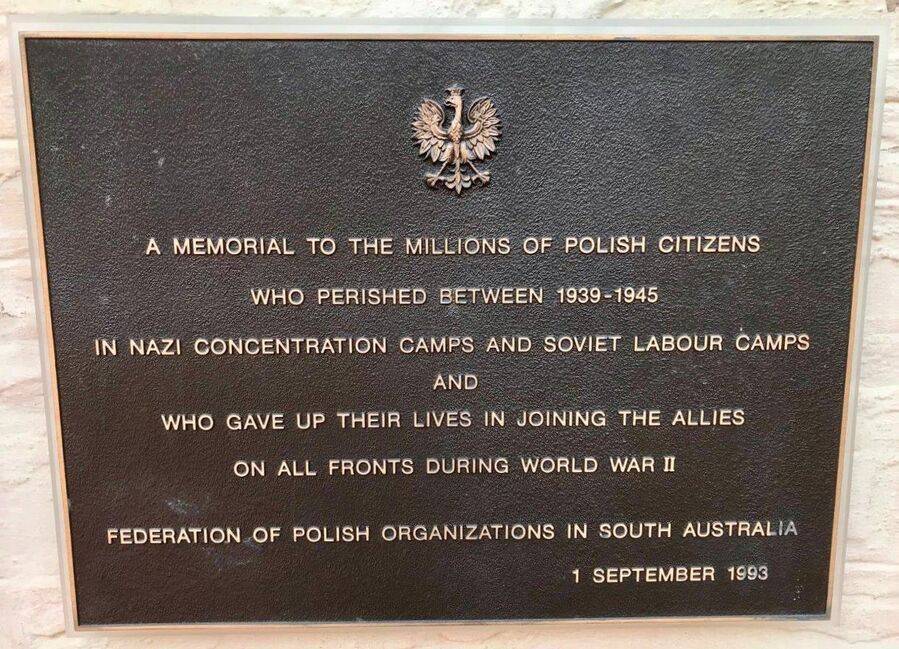 A MEMORIAL TO THE MILLIONS OF POLISH CITIZENS
WHO PERISHED BETWEEN 1939-1945
IN NAZI CONCENTRATION CAMPS AND SOVIET LABOUR CAMPS
AND
WHO GAVE UP THEIR LIVES IN JOINING THE ALLIES
ON ALL FRONTS DURING WORLD WAR II
FEDERATION OF POLISH ORGANIZATIONS IN SOUTH AUSTRALIA
1 SEPTEMBER 1993